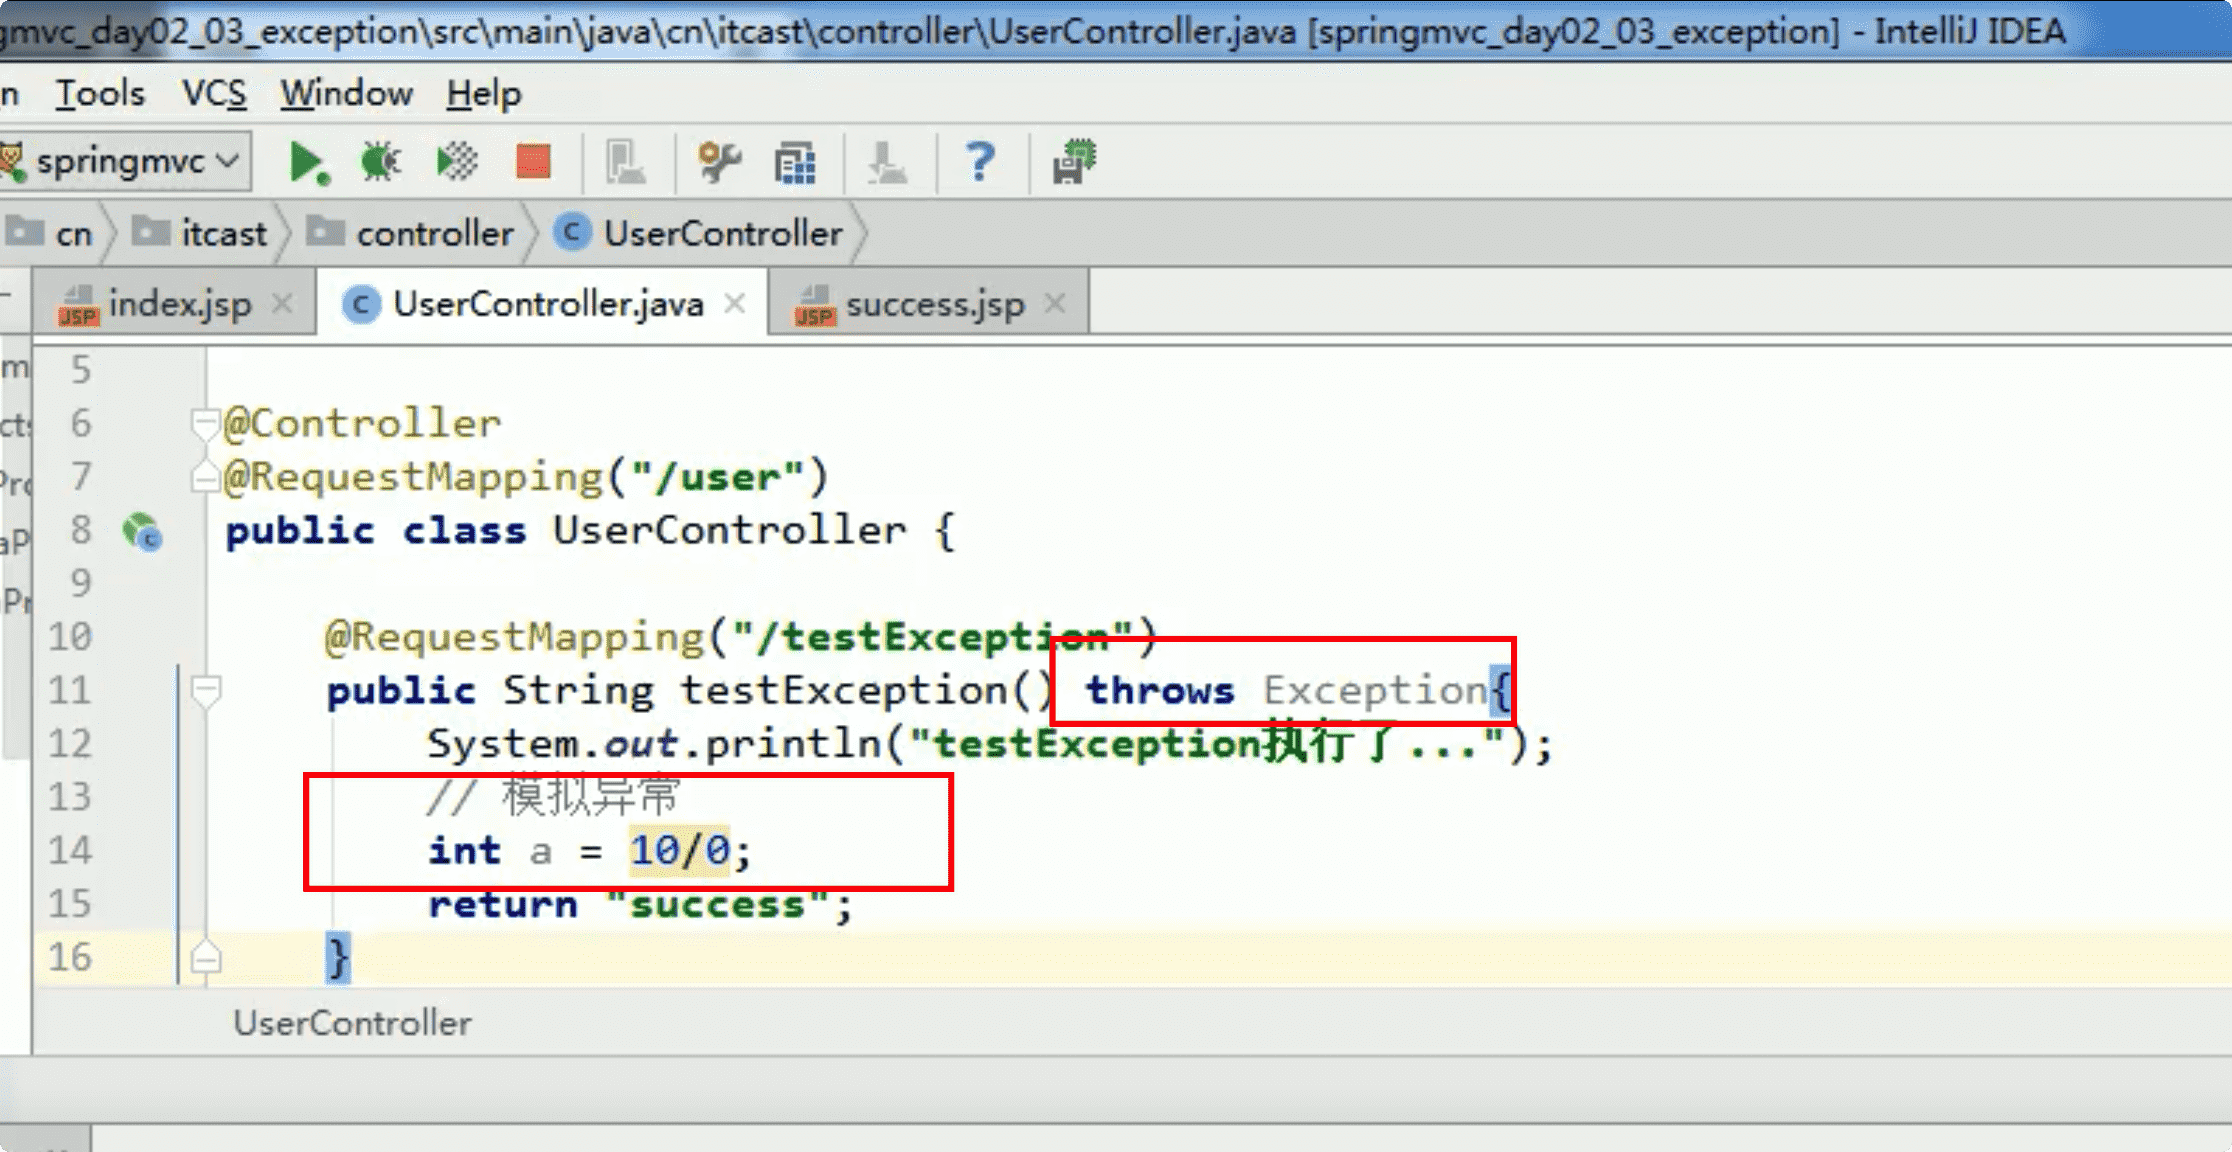 gmvc_day02_03_exception\src\main\java\cn\itcast\controller\UserController.java [springmvc_day02_03_exception] - IntelliJ IDEA
n Tools VCS Window Help
springmvc
cn itcast controller UserController
index.jsp UserController.java success.jsp
5
6 @Controller
7 @RequestMapping("/user")
8 public class UserController {
9
10 @RequestMapping("/testException")
11 public String testException() throws Exception{
12 System.out.println("testException执行了...");
13 // 模拟异常
14 int a = 10/0;
15 return "success";
16 }
UserController